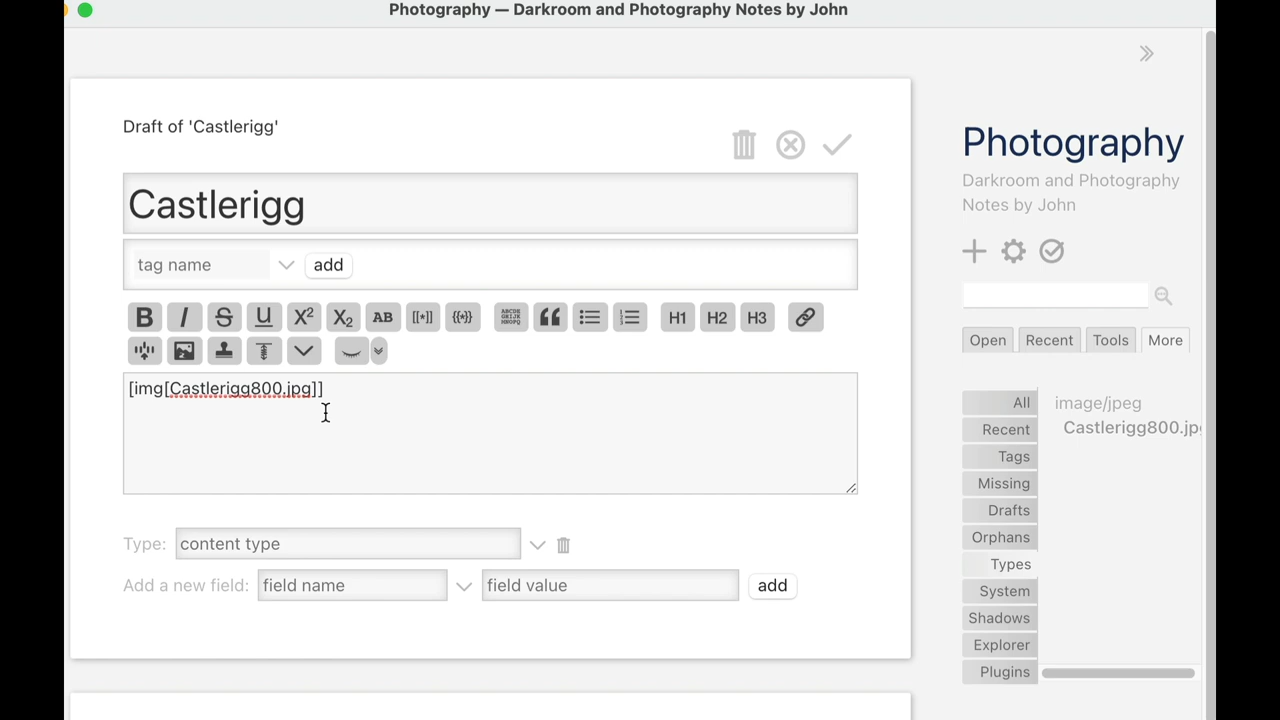 Photography — Darkroom and Photography Notes by John
Draft of 'Castlerigg'
Castlerigg
tag name
add
B I S U X² X₂ AB [[*]] {{*}} H1 H2 H3
[img[Castlerigg800.jpg]]
Type: content type
Add a new field: field name field value add
Photography
Darkroom and Photography
Notes by John
Open Recent Tools More
All
Recent
Tags
Missing
Drafts
Orphans
Types
System
Shadows
Explorer
Plugins
image/jpeg
Castlerigg800.jp